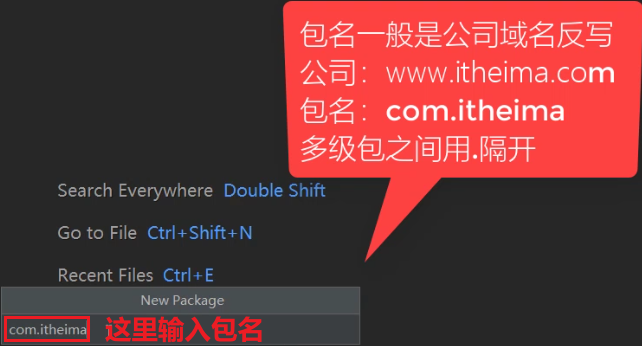 包名一般是公司域名反写
公司：www.itheima.com
包名：com.itheima
多级包之间用.隔开
Search Everywhere Double Shift
Go to File Ctrl+Shift+N
Recent Files Ctrl+E
New Package
com.itheima 这里输入包名